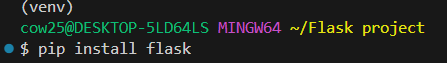 (venv)
cow25@DESKTOP-5LD64LS MINGW64 ~/Flask project
$ pip install flask